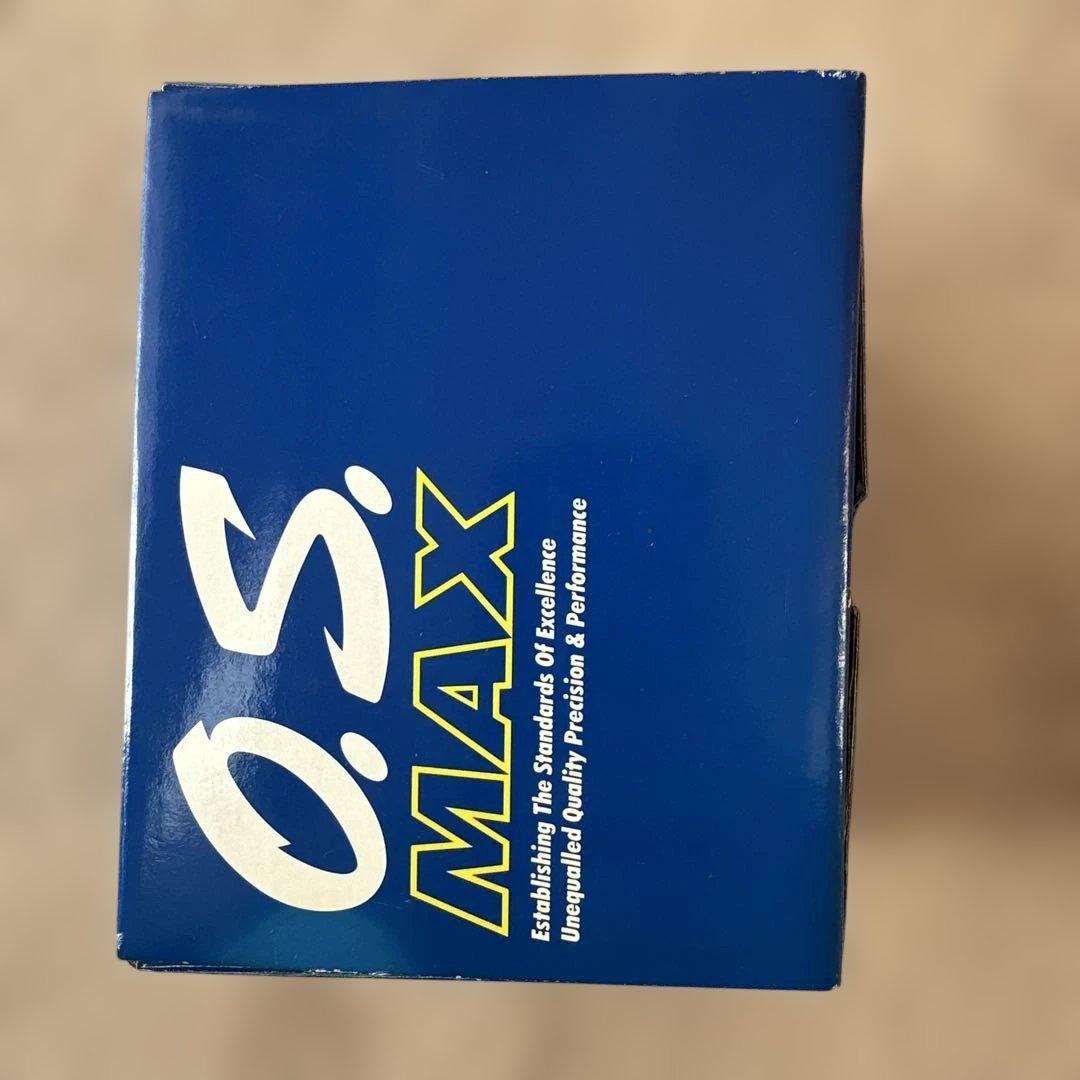 O.S.
MAX
Establishing The Standards Of Excellence
Unequalled Quality Precision & Performance